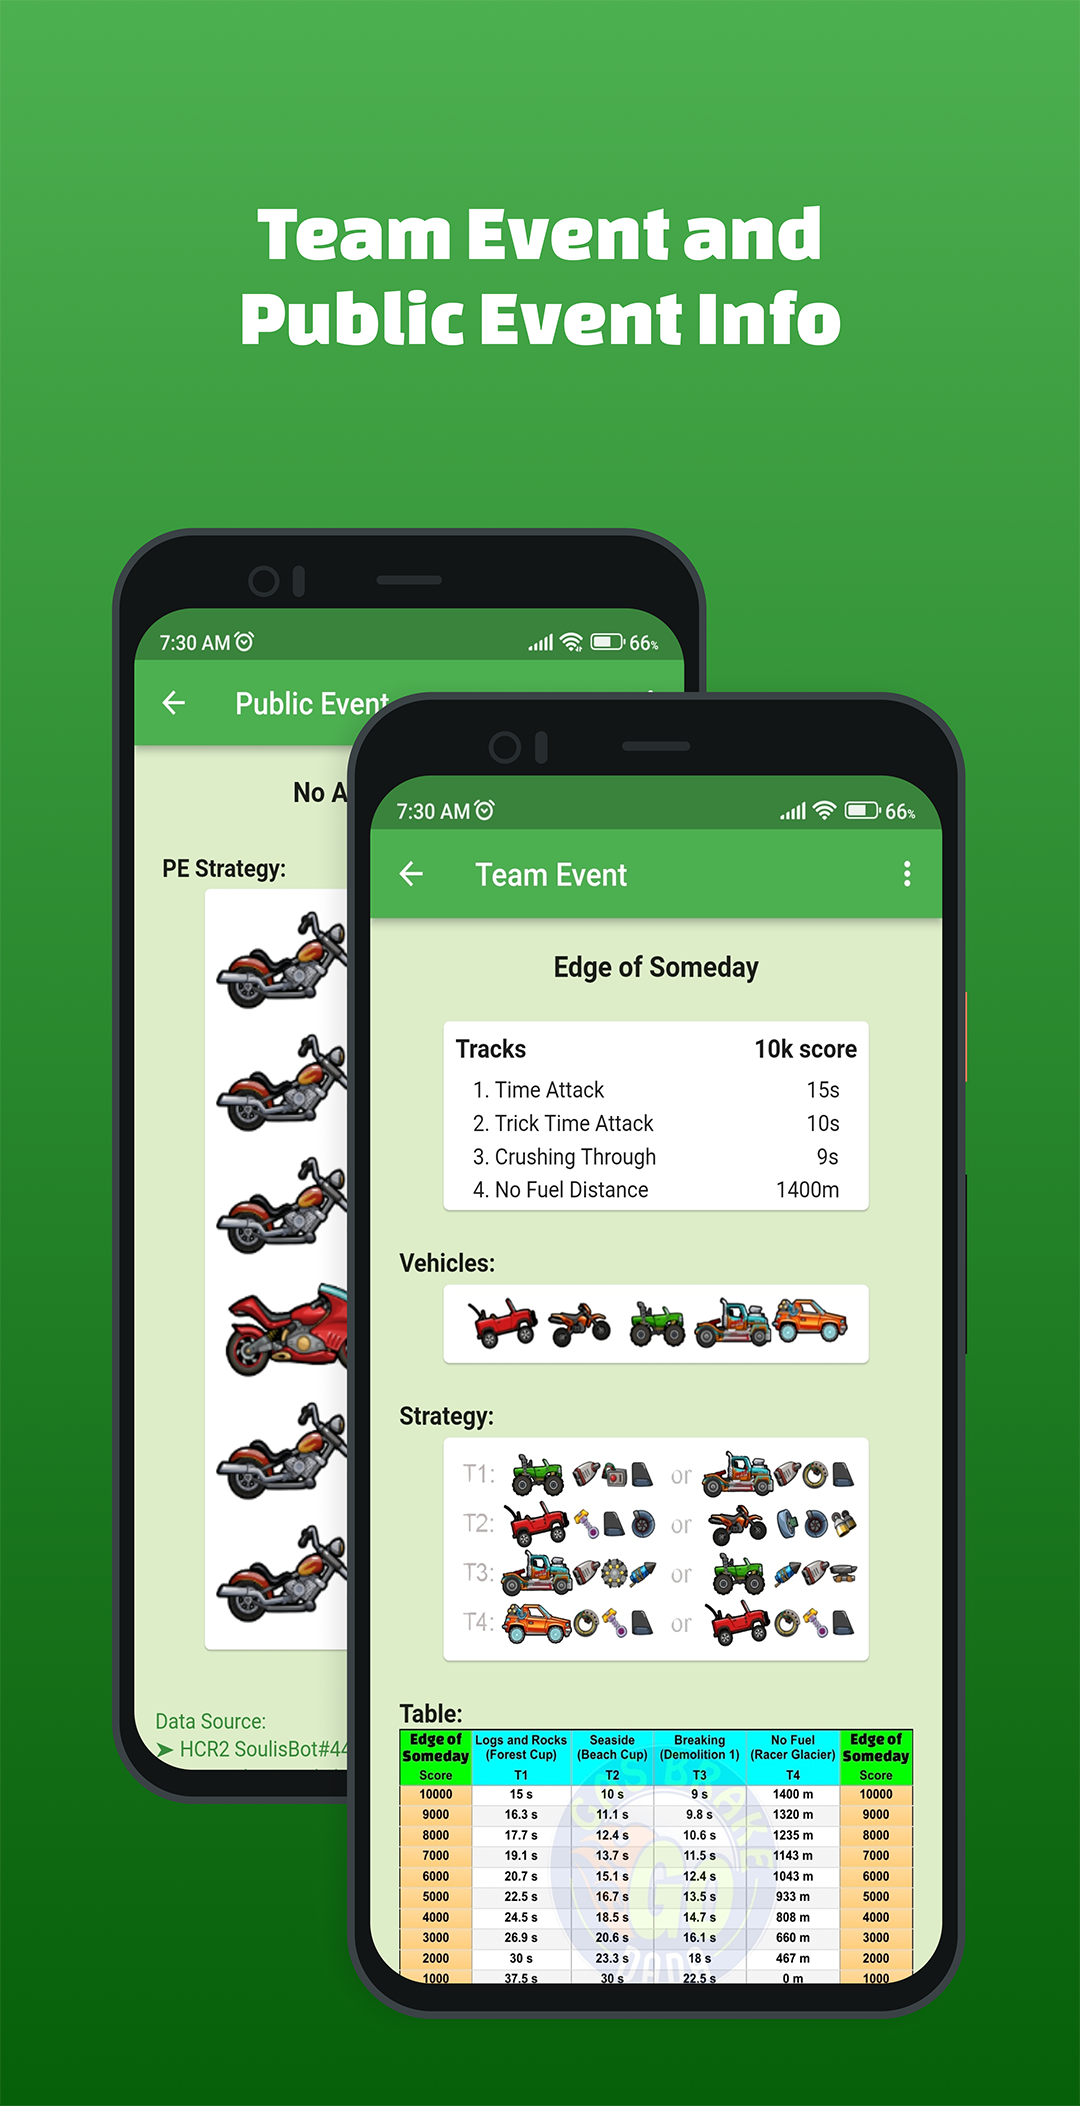 Team Event and
Public Event Info
7:30 AM
66%
Public Event
No A
PE Strategy:
Data Source:
➤ HCR2 SoulisBot#44
7:30 AM
66%
Team Event
Edge of Someday
Tracks 10k score
1. Time Attack 15s
2. Trick Time Attack 10s
3. Crushing Through 9s
4. No Fuel Distance 1400m
Vehicles:
Strategy:
T1: or
T2: or
T3: or
T4: or
Table:
Edge of Logs and Rocks Seaside Breaking No Fuel Edge of
Someday (Forest Cup) (Beach Cup) (Demolition 1) (Racer Glacier) Someday
Score T1 T2 T3 T4 Score
10000 15 s 10 s 9 s 1400 m 10000
9000 16.3 s 11.1 s 9.8 s 1320 m 9000
8000 17.7 s 12.4 s 10.6 s 1235 m 8000
7000 19.1 s 13.7 s 11.5 s 1143 m 7000
6000 20.7 s 15.1 s 12.4 s 1043 m 6000
5000 22.5 s 16.7 s 13.5 s 933 m 5000
4000 24.5 s 18.5 s 14.7 s 808 m 4000
3000 26.9 s 20.6 s 16.1 s 660 m 3000
2000 30 s 23.3 s 18 s 467 m 2000
1000 37.5 s 30 s 22.5 s 0 m 1000
GAS BRAKE
GO